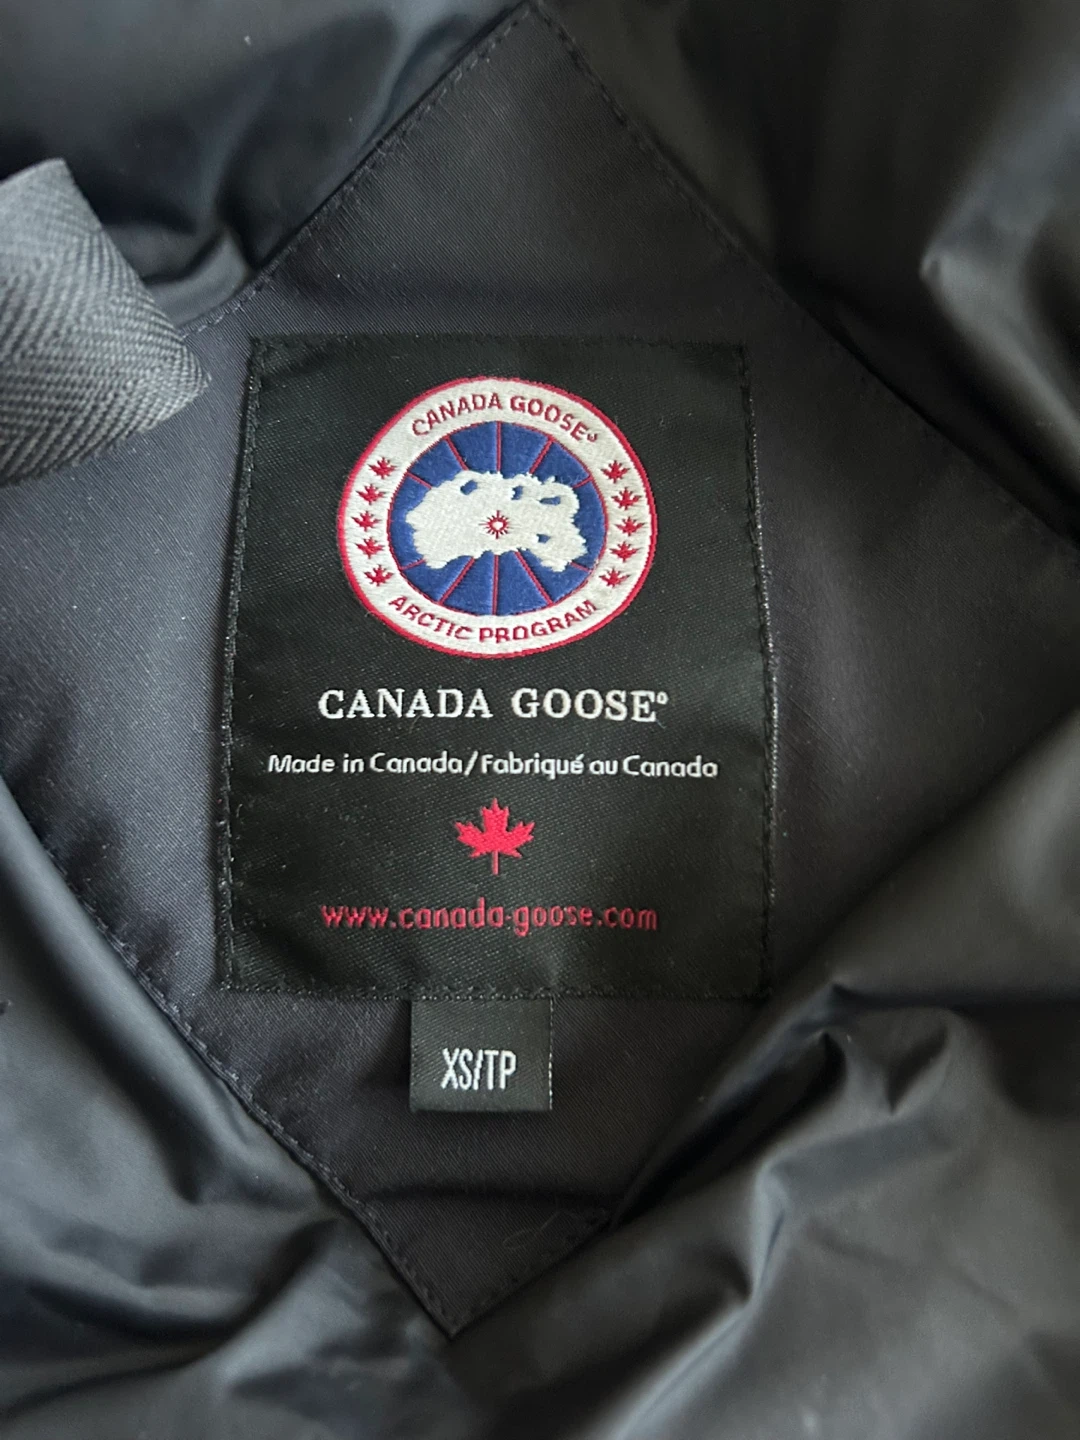 CANADA GOOSE®
ARCTIC PROGRAM
CANADA GOOSE®
Made in Canada/Fabriqué au Canada
www.canada-goose.com
XS/TP